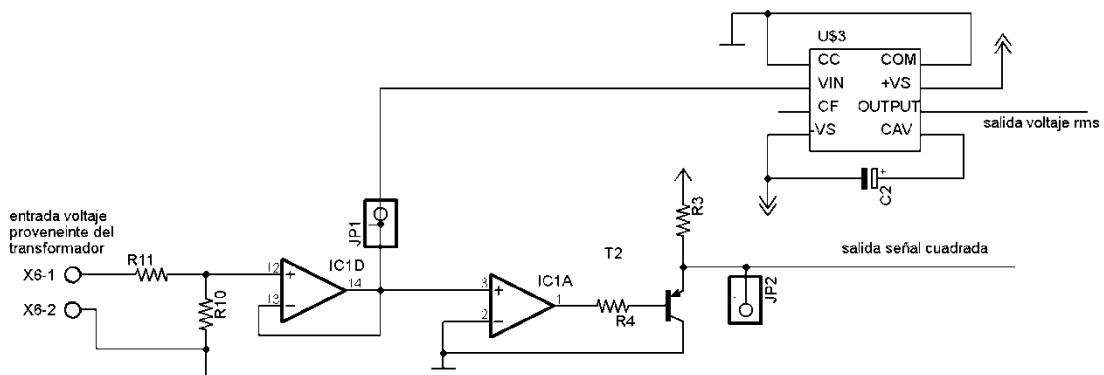 U$3
CC COM
VIN +VS
CF OUTPUT
-VS CAV
salida voltaje rms
C2
+
entrada voltaje
proveneinte del
transformador
JP1
1
R3
T2
salida señal cuadrada
X6-1
R11
12
+
IC1D
14
13
-
3
+
IC1A
1
2
-
R4
JP2
X6-2
R10